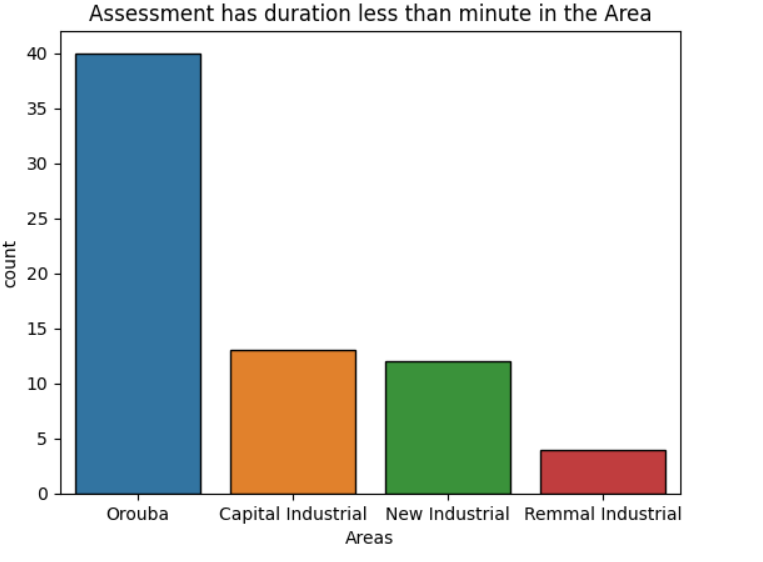 Assessment has duration less than minute in the Area
40
35
30
25
20
15
10
5
0
count
Orouba Capital Industrial New Industrial Remmal Industrial
Areas